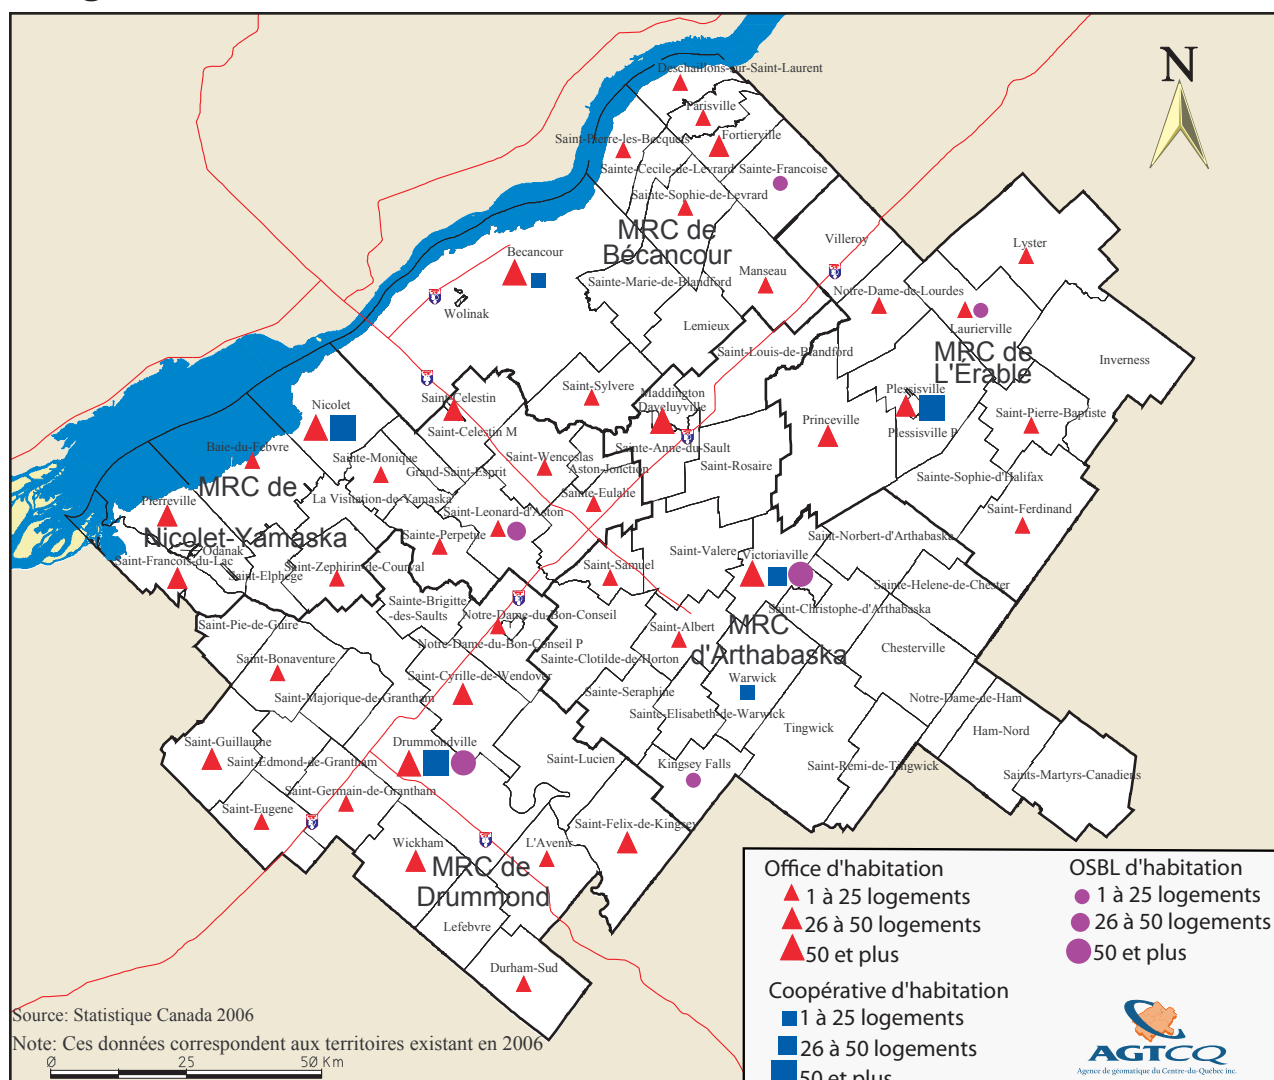 N
Deschaillons-sur-Saint-Laurent
Parisville
Fortierville
Saint-Pierre-les-Becquets
Sainte-Cecile-de-Levrard
Sainte-Francoise
Sainte-Sophie-de-Levrard
MRC de
Bécancour
Villeroy
Lyster
Becancour
Manseau
Sainte-Marie-de-Blandford
Notre-Dame-de-Lourdes
Wolinak
Lemieux
Laurierville
Saint-Louis-de-Blandford
MRC de
L'Érable
Inverness
Saint-Sylvere
Maddington
Daveluyville
Plessisville
Plessisville P
Saint-Celestin
Nicolet
Princeville
Saint-Pierre-Baptiste
Saint-Celestin M
Baie-du-Febvre
Sainte-Anne-du-Sault
Sainte-Monique
Saint-Wenceslas
Saint-Rosaire
Grand-Saint-Esprit
Aston-Jonction
Sainte-Sophie-d'Halifax
MRC de
Nicolet-Yamaska
Sainte-Eulalie
La Visitation-de-Yamaska
Pierreville
Saint-Leonard-d'Aston
Saint-Ferdinand
Sainte-Perpetue
Saint-Norbert-d'Arthabaska
Odanak
Saint-Francois-du-Lac
Saint-Elphege
Saint-Zephirin-de-Courval
Saint-Valere
Victoriaville
Saint-Samuel
Sainte-Helene-de-Chester
Sainte-Brigitte
-des-Saults
Notre-Dame-du-Bon-Conseil
Saint-Christophe-d'Arthabaska
Saint-Pie-de-Guire
Saint-Albert
MRC
d'Arthabaska
Notre-Dame-du-Bon-Conseil P
Chesterville
Saint-Bonaventure
Sainte-Clotilde-de-Horton
Saint-Cyrille-de-Wendover
Warwick
Saint-Majorique-de-Grantham
Sainte-Seraphine
Notre-Dame-de-Ham
Sainte-Elisabeth-de-Warwick
Tingwick
Ham-Nord
Saint-Guillaume
Drummondville
Saint-Edmond-de-Grantham
Saint-Lucien
Kingsey Falls
Saint-Remi-de-Tingwick
Saints-Martyrs-Canadiens
Saint-Germain-de-Grantham
Saint-Eugene
Saint-Felix-de-Kingsey
Wickham
L'Avenir
MRC de
Drummond
Lefebvre
Durham-Sud
Office d'habitation
1 à 25 logements
26 à 50 logements
50 et plus
OSBL d'habitation
1 à 25 logements
26 à 50 logements
50 et plus
Coopérative d'habitation
1 à 25 logements
26 à 50 logements
50 et plus
AGTCQ
Agence de géomatique du Centre-du-Québec inc.
Source: Statistique Canada 2006
Note: Ces données correspondent aux territoires existant en 2006
0 25 50 Km